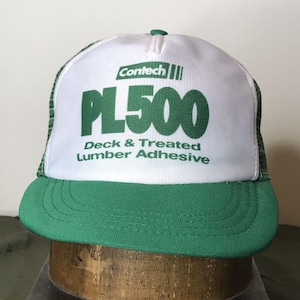 Contech
PL500
Deck & Treated
Lumber Adhesive